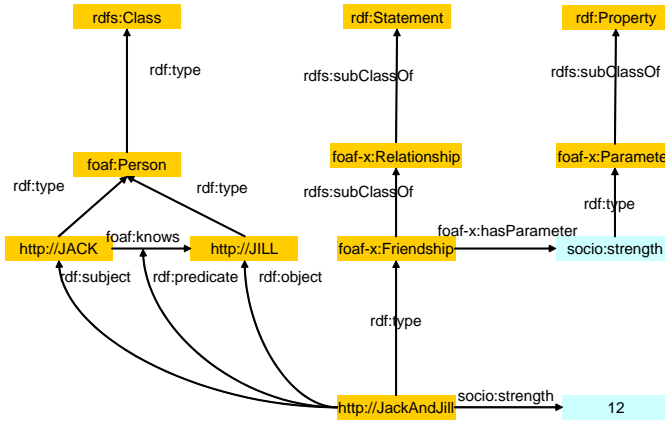 rdfs:Class
rdf:Statement
rdf:Property
rdf:type
rdfs:subClassOf
rdfs:subClassOf
foaf:Person
foaf-x:Relationship
foaf-x:Parameter
rdf:type
rdf:type
rdfs:subClassOf
rdf:type
foaf:knows
foaf-x:hasParameter
http://JACK
http://JILL
foaf-x:Friendship
socio:strength
rdf:subject
rdf:predicate
rdf:object
rdf:type
socio:strength
http://JackAndJill
12